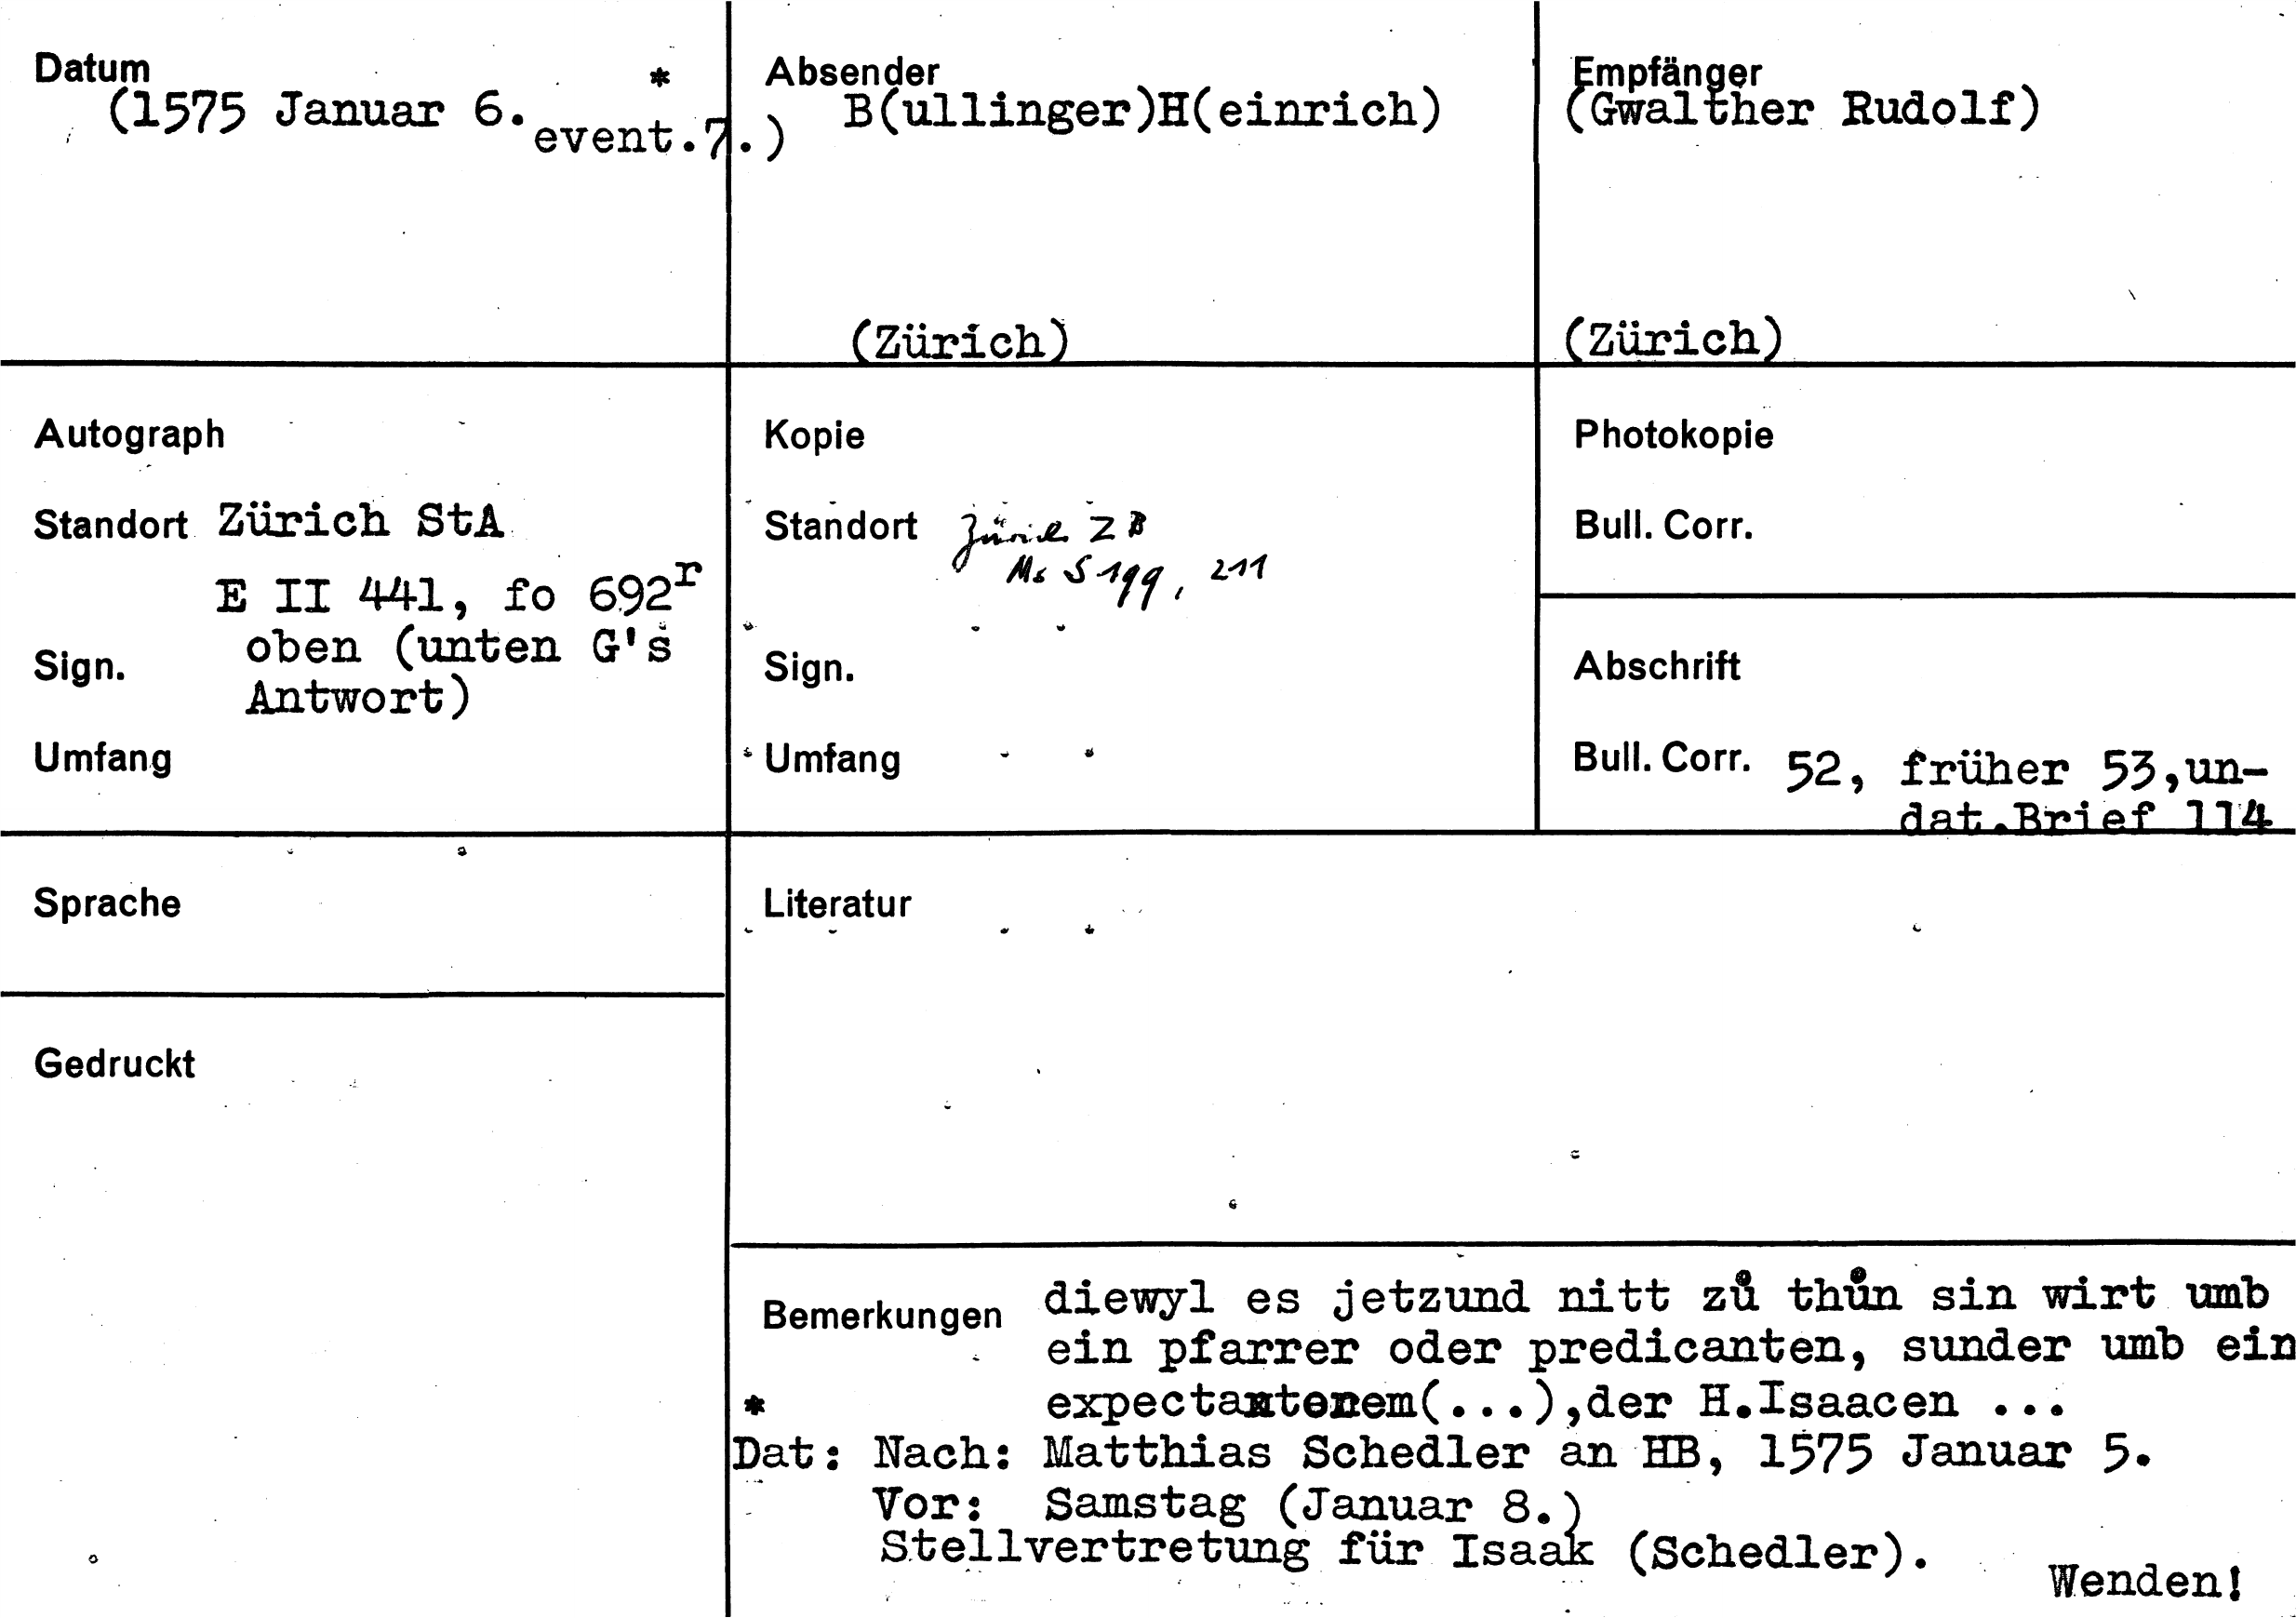 Datum
(1575 Januar 6. *
event.7.)
Absender
B(ullinger)H(einrich)
(Zürich)
Empfänger
(Gwalther Rudolf)
(Zürich)
Autograph
Standort Zürich StA
E II 441, fo 692r
oben (unten G's
Sign.
Antwort)
Umfang
Kopie
Standort Zürich ZB
Ms S 199, 211
Sign.
Umfang
Photokopie
Bull. Corr.
Abschrift
Bull. Corr. 52, früher 53,un-
dat.Brief 114
Sprache
Gedruckt
Literatur
Bemerkungen diewyl es jetzund nitt zů thůn sin wirt umb
ein pfarrer oder predicanten, sunder umb ein
* (...),der H.Isaacen ...
Dat: Nach: Matthias Schedler an HB, 1575 Januar 5.
Vor: Samstag (Januar 8.)
Stellvertretung für Isaak (Schedler).
Wenden!